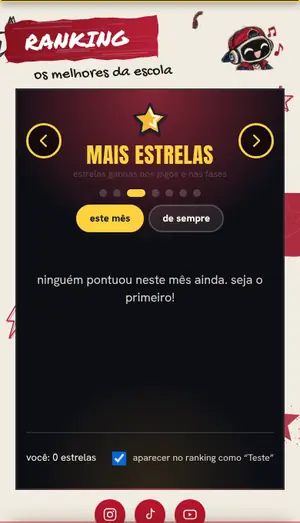 RANKING
os melhores da escola
MAIS ESTRELAS
estrelas ganhas nos jogos e nas fases
este mês
de sempre
ninguém pontuou neste mês ainda. seja o
primeiro!
você: 0 estrelas
aparecer no ranking como “Teste”